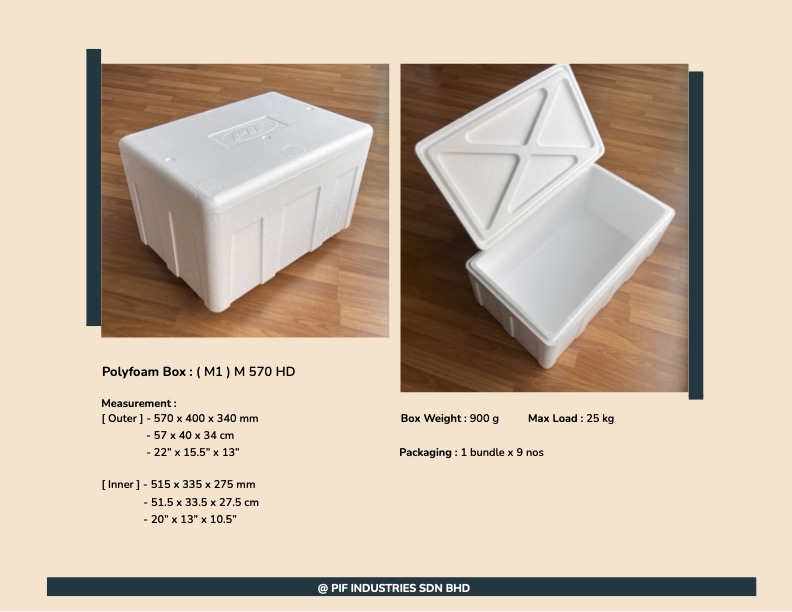 Polyfoam Box : ( M1 ) M 570 HD
Measurement :
[ Outer ] - 570 x 400 x 340 mm
- 57 x 40 x 34 cm
- 22” x 15.5” x 13”
[ Inner ] - 515 x 335 x 275 mm
- 51.5 x 33.5 x 27.5 cm
- 20” x 13” x 10.5”
Box Weight : 900 g Max Load : 25 kg
Packaging : 1 bundle x 9 nos
@ PIF INDUSTRIES SDN BHD